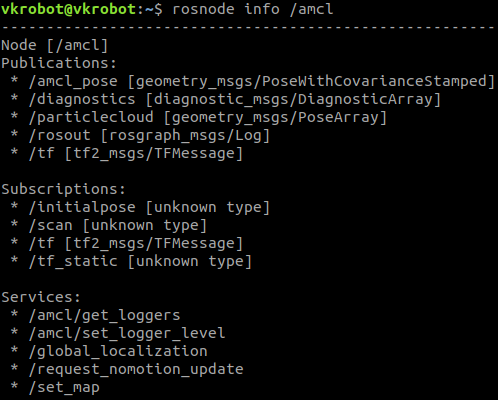 vkrobot@vkrobot:~$ rosnode info /amcl
--------------------------------------------------------------------------------
Node [/amcl]
Publications:
 * /amcl_pose [geometry_msgs/PoseWithCovarianceStamped]
 * /diagnostics [diagnostic_msgs/DiagnosticArray]
 * /particlecloud [geometry_msgs/PoseArray]
 * /rosout [rosgraph_msgs/Log]
 * /tf [tf2_msgs/TFMessage]

Subscriptions:
 * /initialpose [unknown type]
 * /scan [unknown type]
 * /tf [tf2_msgs/TFMessage]
 * /tf_static [unknown type]

Services:
 * /amcl/get_loggers
 * /amcl/set_logger_level
 * /global_localization
 * /request_nomotion_update
 * /set_map